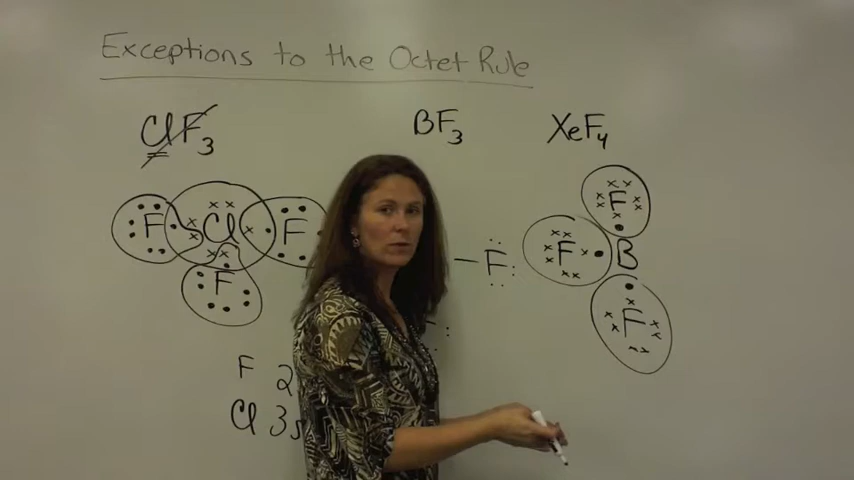 Exceptions to the Octet Rule
ClF3 BF3 XeF4
F Cl F
F
F
F
F B
F
F 2
Cl 3s